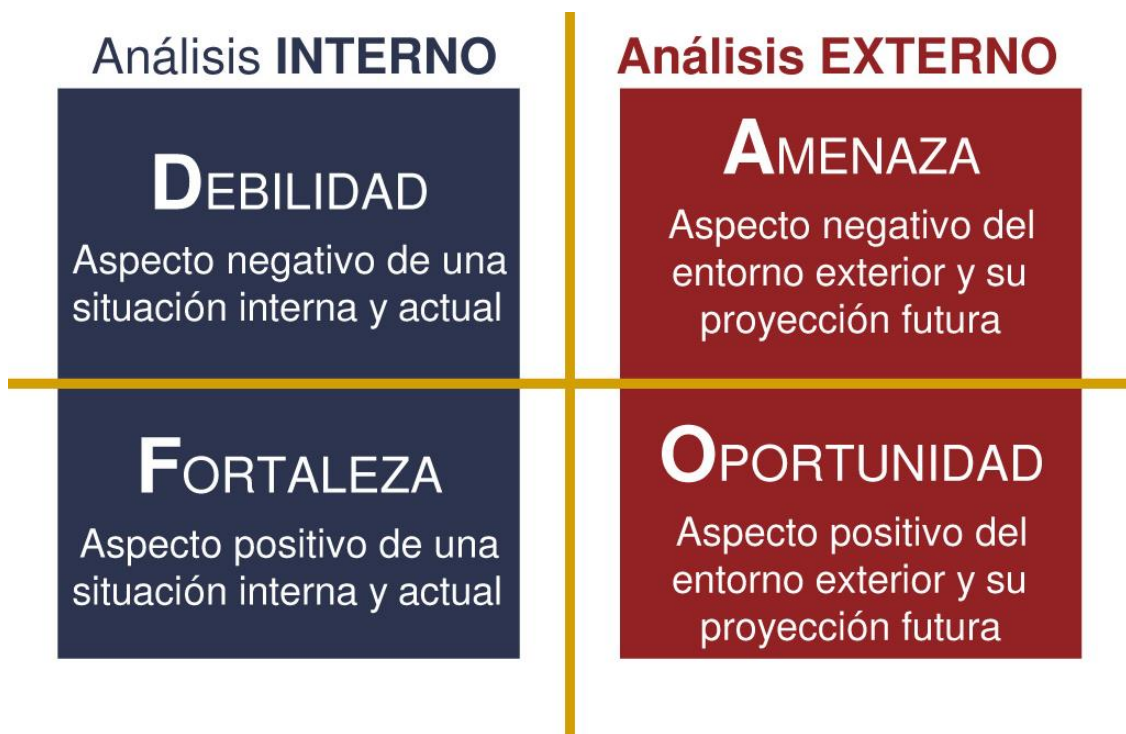 Análisis INTERNO
DEBILIDAD
Aspecto negativo de una
situación interna y actual
FORTALEZA
Aspecto positivo de una
situación interna y actual
Análisis EXTERNO
AMENAZA
Aspecto negativo del
entorno exterior y su
proyección futura
OPORTUNIDAD
Aspecto positivo del
entorno exterior y su
proyección futura